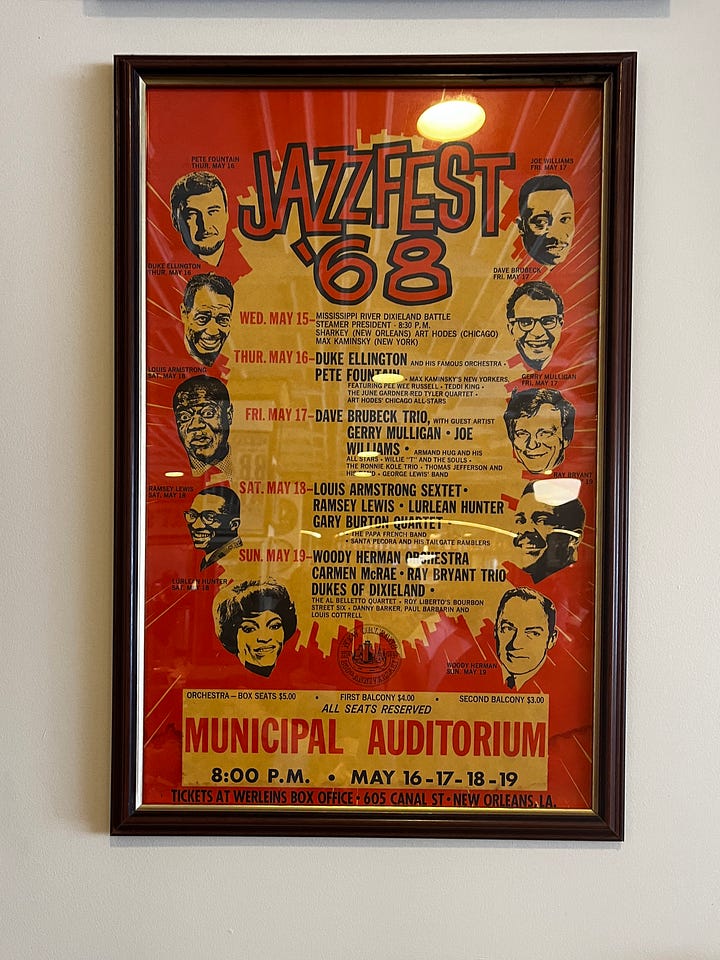 JAZZFEST
'68
PETE FOUNTAIN
THUR. MAY 16
JOE WILLIAMS
FRI. MAY 17
DUKE ELLINGTON
THUR. MAY 16
DAVE BRUBECK
FRI. MAY 17
WED. MAY 15–MISSISSIPPI RIVER DIXIELAND BATTLE
STEAMER PRESIDENT - 8:30 P.M.
SHARKEY (NEW ORLEANS) ART HODES (CHICAGO)
MAX KAMINSKY (NEW YORK)
THUR. MAY 16–DUKE ELLINGTON AND HIS FAMOUS ORCHESTRA •
PETE FOUNTAIN • MAX KAMINSKY'S NEW YORKERS,
FEATURING PEE WEE RUSSELL • TEDDI KING •
THE JUNE GARDNER-RED TYLER QUARTET •
ART HODES' CHICAGO ALL-STARS
LOUIS ARMSTRONG
SAT. MAY 18
GERRY MULLIGAN
FRI. MAY 17
FRI. MAY 17–DAVE BRUBECK TRIO, WITH GUEST ARTIST
GERRY MULLIGAN • JOE
WILLIAMS • ARMAND HUG AND HIS
ALL STARS • WILLIE "T" AND THE SOULS •
THE RONNIE KOLE TRIO • THOMAS JEFFERSON AND
HIS • GEORGE LEWIS' BAND
RAMSEY LEWIS
SAT. MAY 18
RAY BRYANT
19
SAT. MAY 18–LOUIS ARMSTRONG SEXTET•
RAMSEY LEWIS • LURLEAN HUNTER
GARY BURTON QUARTET •
• THE PAPA FRENCH BAND
• SANTA PECORA AND HIS TAILGATE RAMBLERS
LURLEAN HUNTER
SAT. MAY 18
SUN. MAY 19–WOODY HERMAN ORCHESTRA
CARMEN McRAE • RAY BRYANT TRIO
DUKES OF DIXIELAND •
THE AL BELLETTO QUARTET • ROY LIBERTO'S BOURBON
STREET SIX • DANNY BARKER, PAUL BARBARIN AND
LOUIS COTTRELL
WOODY HERMAN
SUN. MAY 19
ORCHESTRA — BOX SEATS $5.00 • FIRST BALCONY $4.00 • SECOND BALCONY $3.00
ALL SEATS RESERVED
MUNICIPAL AUDITORIUM
8:00 P.M. • MAY 16-17-18-19
TICKETS AT WERLEINS BOX OFFICE • 605 CANAL ST • NEW ORLEANS, LA.